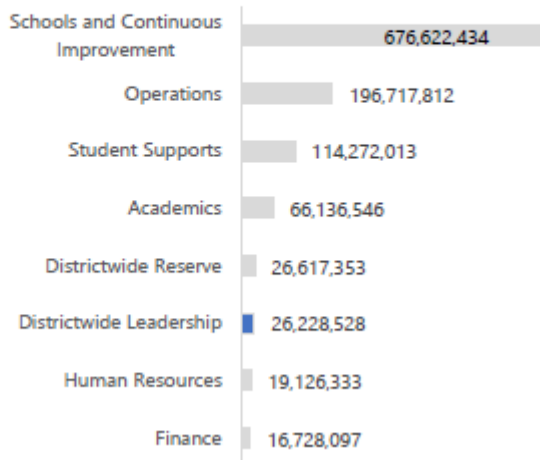 Schools and Continuous
Improvement
676,622,434
Operations
196,717,812
Student Supports
114,272,013
Academics
66,136,546
Districtwide Reserve
26,617,353
Districtwide Leadership
26,228,528
Human Resources
19,126,333
Finance
16,728,097